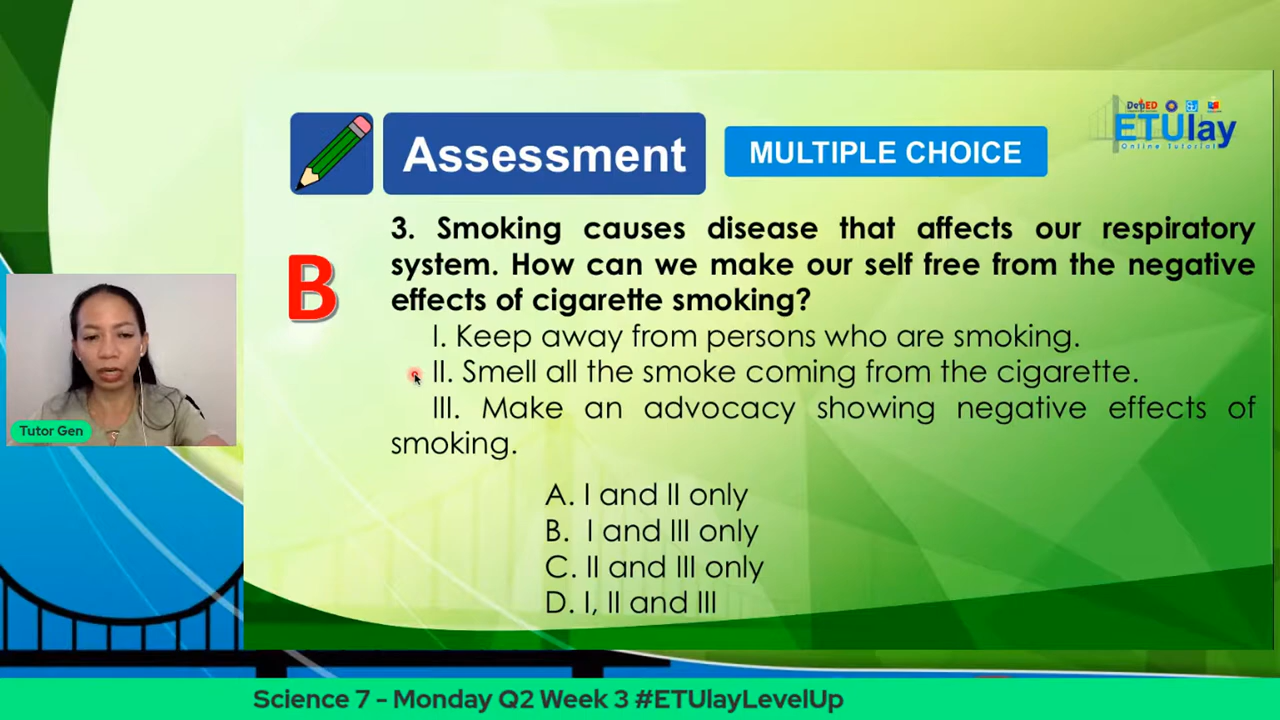 Assessment
MULTIPLE CHOICE
DepED
ETUlay
Online Tutorial
B
3. Smoking causes disease that affects our respiratory
system. How can we make our self free from the negative
effects of cigarette smoking?
I. Keep away from persons who are smoking.
II. Smell all the smoke coming from the cigarette.
III. Make an advocacy showing negative effects of
smoking.
A. I and II only
B. I and III only
C. II and III only
D. I, II and III
Tutor Gen
Science 7 - Monday Q2 Week 3 #ETUlayLevelUp